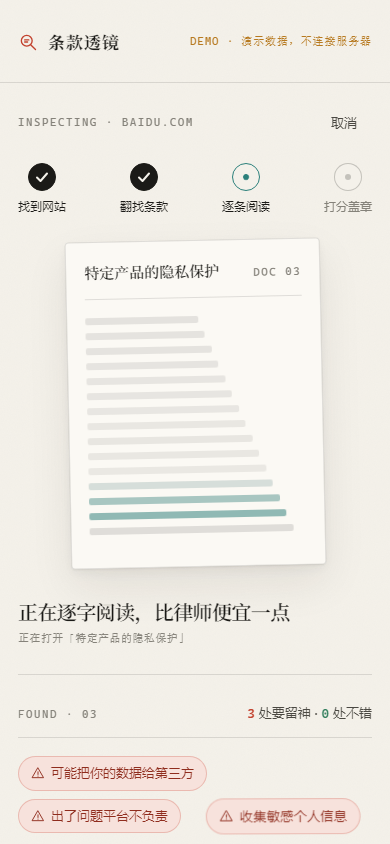 条款透镜
DEMO · 演示数据，不连接服务器
INSPECTING · BAIDU.COM
取消
找到网站
翻找条款
逐条阅读
打分盖章
特定产品的隐私保护
DOC 03
正在逐字阅读，比律师便宜一点
正在打开「特定产品的隐私保护」
FOUND · 03
3 处要留神 · 0 处不错
可能把你的数据给第三方
出了问题平台不负责
收集敏感个人信息